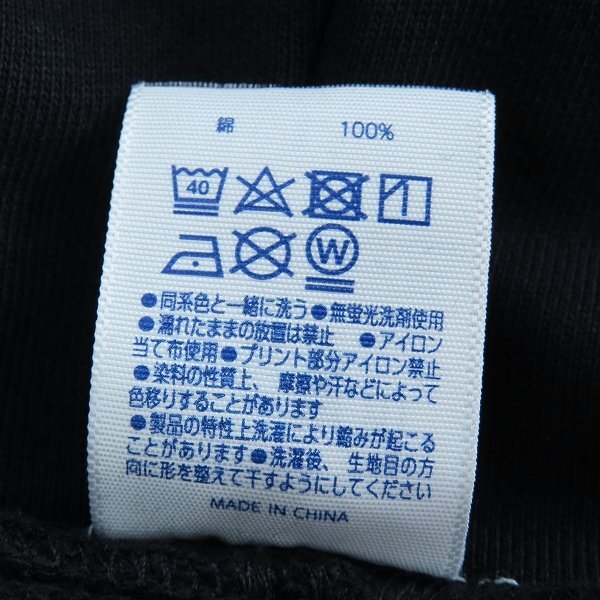 綿 100%
40
W
●同系色と一緒に洗う●無蛍光洗剤使用
●濡れたままの放置は禁止 ●アイロン
当て布使用●プリント部分アイロン禁止
●染料の性質上、摩擦や汗などによって
色移りすることがあります
●製品の特性上洗濯により縮みが起こる
ことがあります●洗濯後、生地目の方
向に形を整えて干すようにしてください
MADE IN CHINA